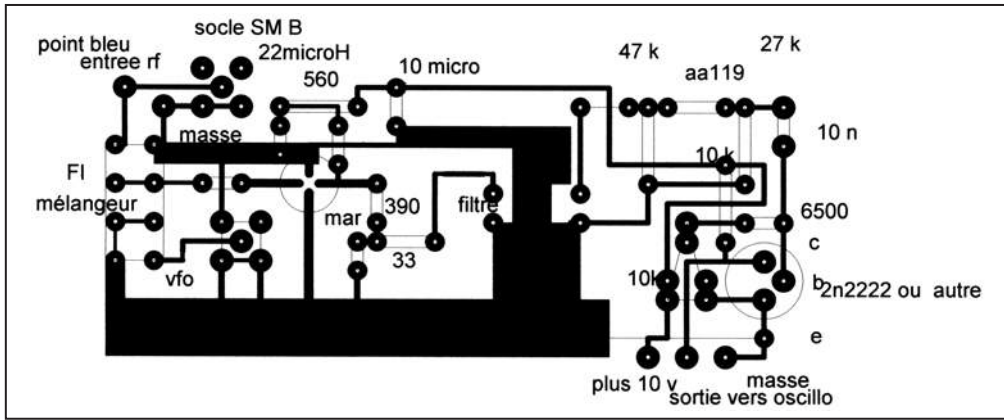 socle SM B
point bleu
entree rf
22microH
560
10 micro
47 k
27 k
aa119
masse
10 n
10 k
FI
mélangeur
390
mar
filtre
33
6500
c
vfo
10k
b
2n2222 ou autre
e
plus 10 v
masse
sortie vers oscillo